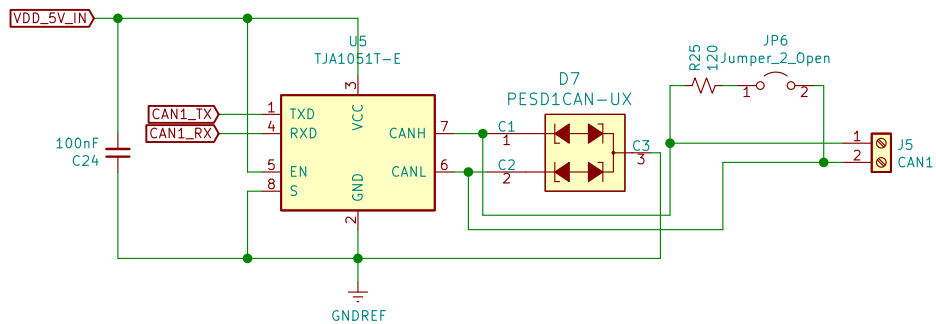 VDD_5V_IN
U5
TJA1051T-E
R25
120
JP6
Jumper_2_Open
1
2
D7
PESD1CAN-UX
3
VCC
CAN1_TX
1
TXD
CAN1_RX
4
RXD
CANH
7
C1
1
C3
3
100nF
C24
5
EN
CANL
6
C2
2
8
S
GND
2
1
2
J5
CAN1
GNDREF